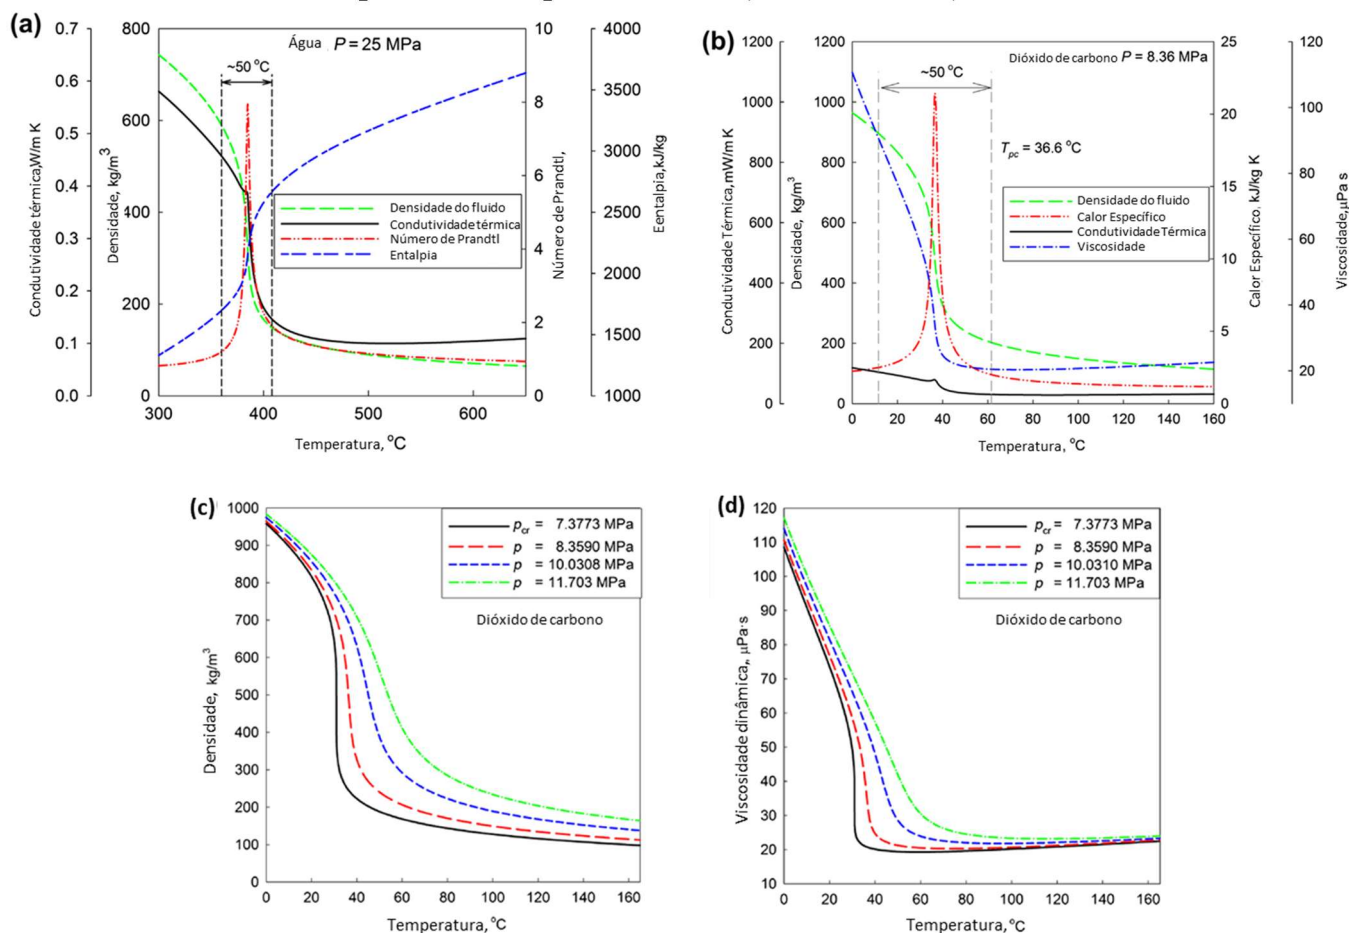 (a)
Água P = 25 MPa
~50 °C
Densidade do fluido
Condutividade térmica
Número de Prandtl
Entalpia
Condutividade térmica,W/m K
0.7
0.6
0.5
0.4
0.3
0.2
0.1
0.0
Densidade, kg/m³
800
600
400
200
0
Número de Prandtl
10
8
6
4
2
0
Eentalpia,kJ/kg
4000
3500
3000
2500
2000
1500
1000
300 400 500 600
Temperatura, °C
(b)
Dióxido de carbono P = 8.36 MPa
~50 °C
Tpc = 36.6 °C
Densidade do fluido
Calor Específico
Condutividade Térmica
Viscosidade
Condutividade Térmica,mW/m K
1200
1000
800
600
400
200
0
Densidade, kg/m³
1200
1000
800
600
400
200
0
Calor Específico. kJ/kg K
25
20
15
10
5
0
Viscosidade,µPa s
120
100
80
60
40
20
0 20 40 60 80 100 120 140 160
Temperatura, °C
(c)
pcr = 7.3773 MPa
p = 8.3590 MPa
p = 10.0308 MPa
p = 11.703 MPa
Dióxido de carbono
Densidade, kg/m³
1000
900
800
700
600
500
400
300
200
100
0
0 20 40 60 80 100 120 140 160
Temperatura, °C
(d)
pcr = 7.3773 MPa
p = 8.3590 MPa
p = 10.0310 MPa
p = 11.703 MPa
Dióxido de carbono
Viscosidade dinâmica,, µPa·s
120
110
100
90
80
70
60
50
40
30
20
10
0 20 40 60 80 100 120 140 160
Temperatura, °C